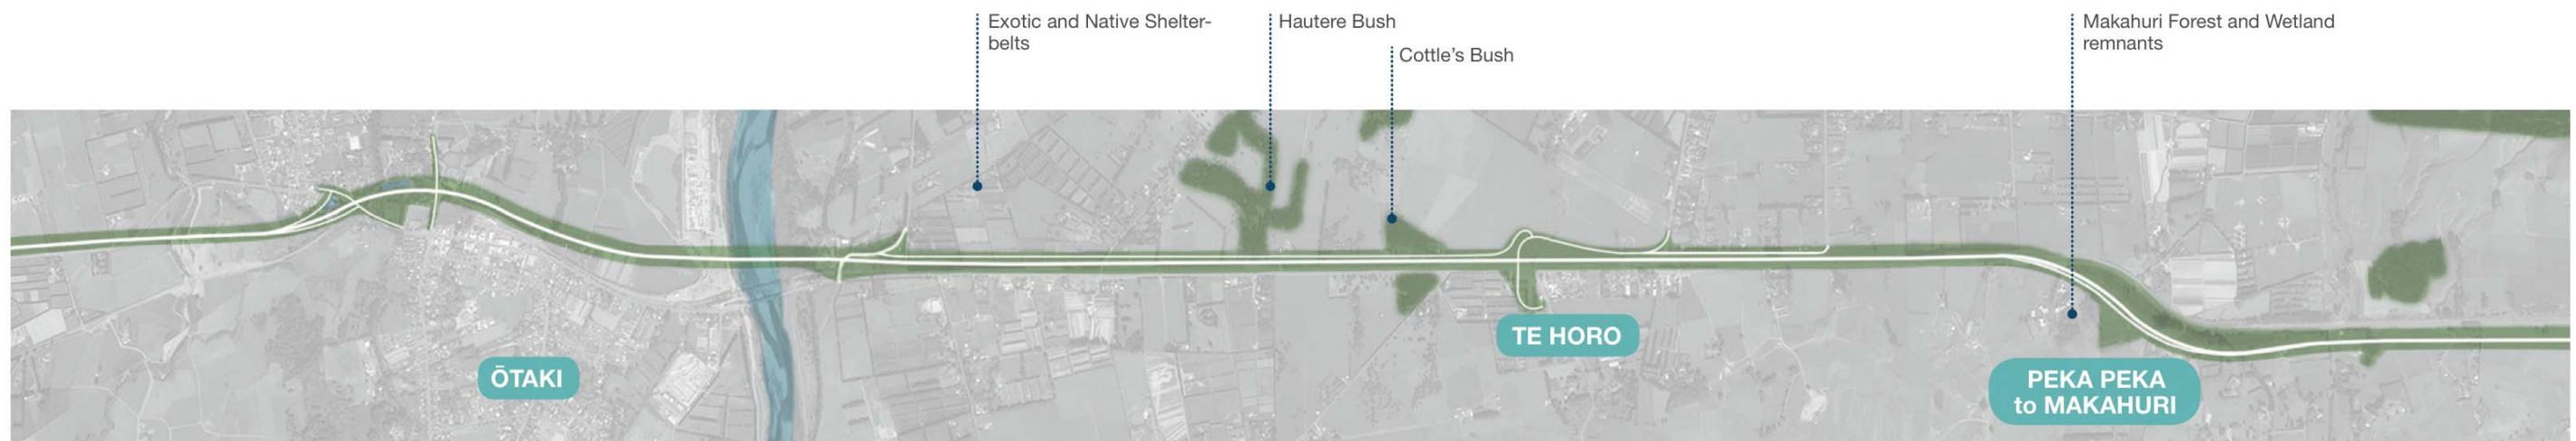 Exotic and Native Shelter-
belts
Hautere Bush
Cottle's Bush
Makahuri Forest and Wetland
remnants
ŌTAKI
TE HORO
PEKA PEKA
to MAKAHURI